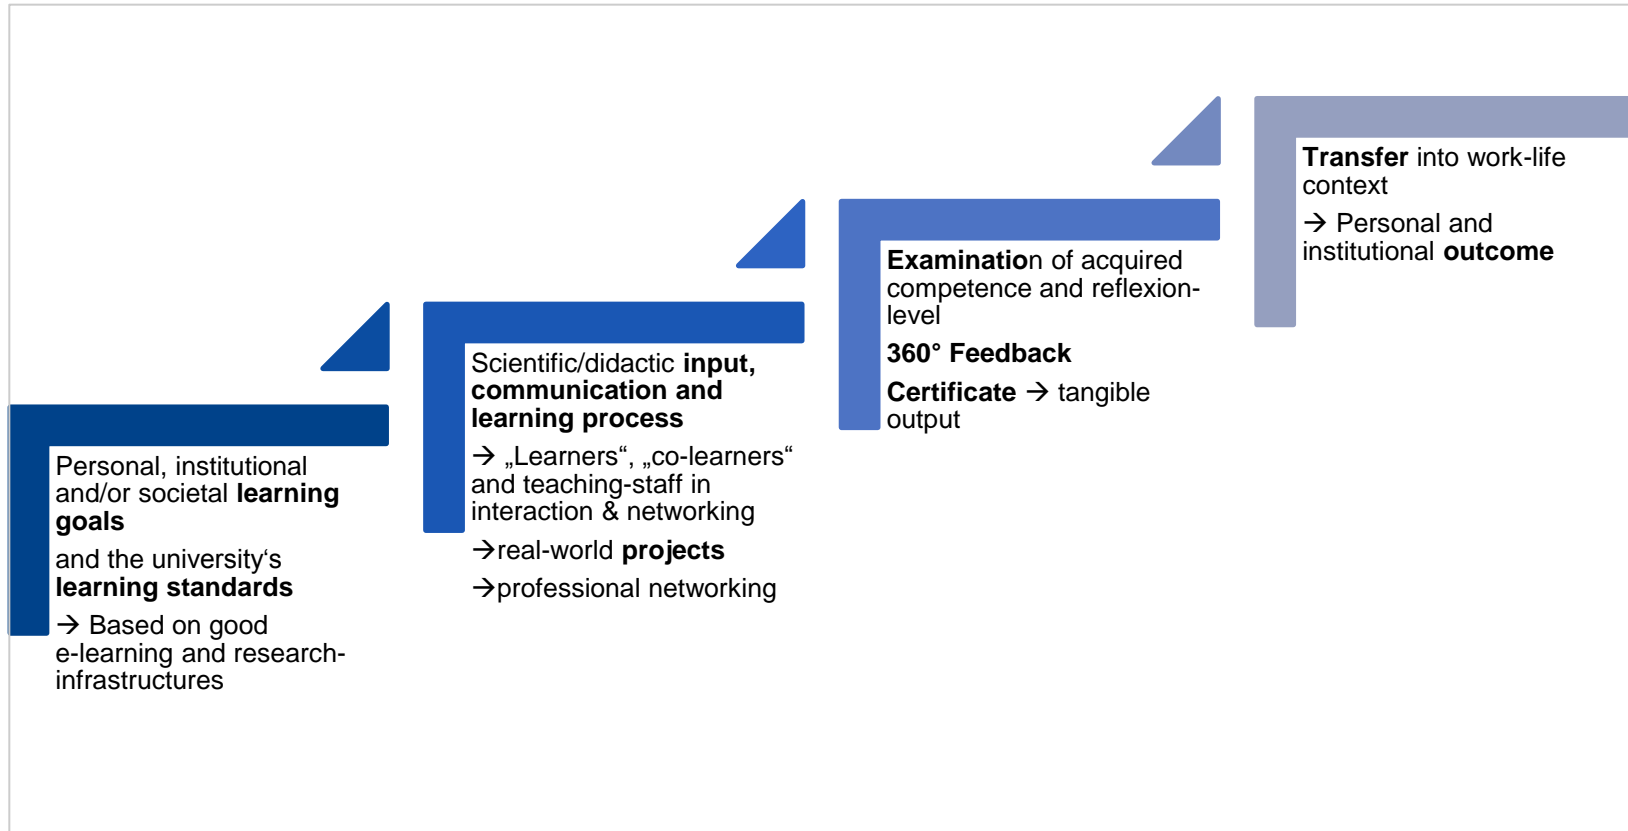 Personal, institutional
and/or societal learning
goals
and the university‘s
learning standards
→ Based on good
e-learning and research-
infrastructures
Scientific/didactic input,
communication and
learning process
→ „Learners“, „co-learners“
and teaching-staff in
interaction & networking
→real-world projects
→professional networking
Examination of acquired
competence and reflexion-
level
360° Feedback
Certificate → tangible
output
Transfer into work-life
context
→ Personal and
institutional outcome